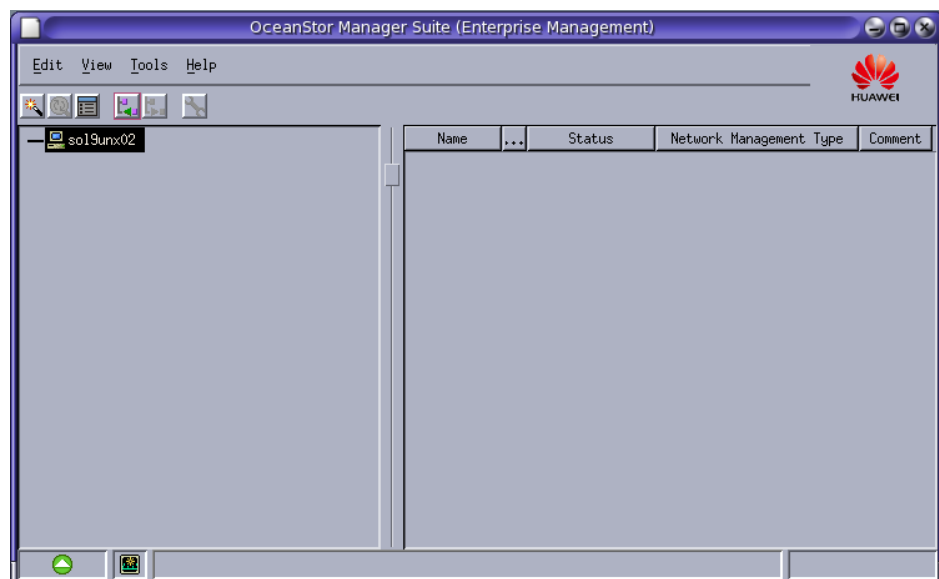 OceanStor Manager Suite (Enterprise Management)
Edit View Tools Help
HUAWEI
sol9unx02
Name ... Status Network Management Type Comment